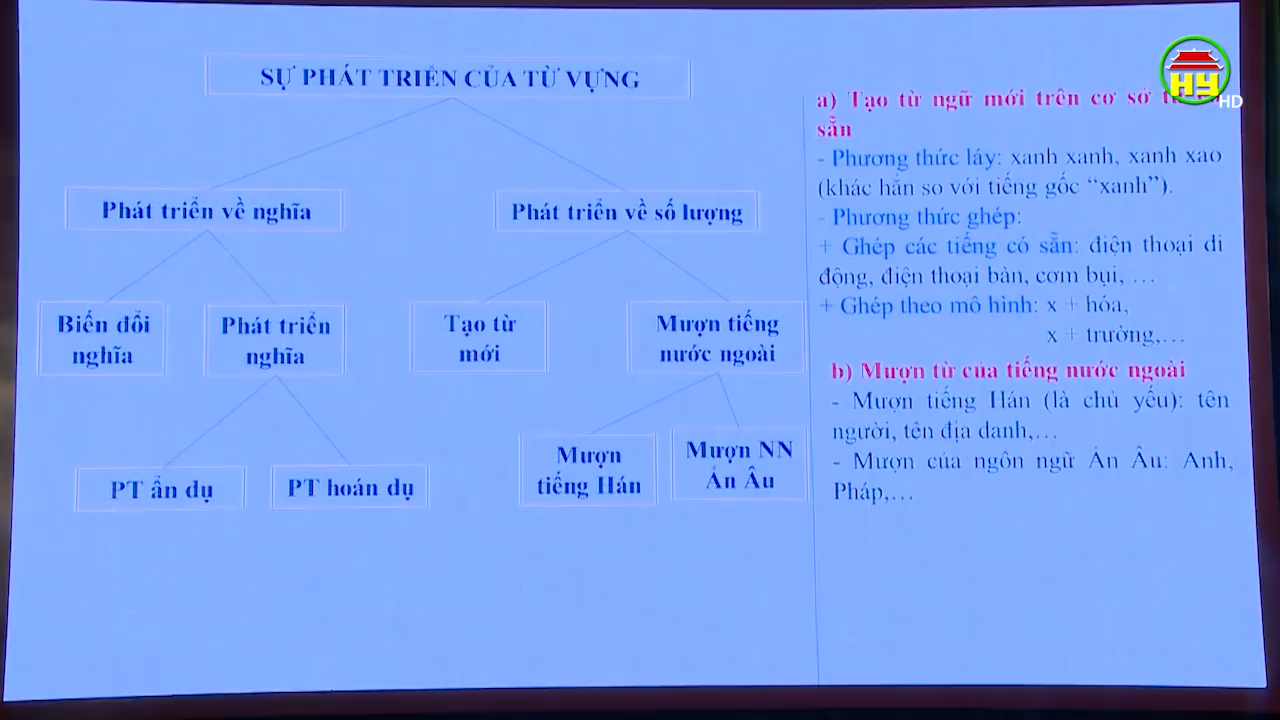 SỰ PHÁT TRIỂN CỦA TỪ VỰNG
Phát triển về nghĩa
Phát triển về số lượng
Biến đổi
nghĩa
Phát triển
nghĩa
Tạo từ
mới
Mượn tiếng
nước ngoài
PT ẩn dụ
PT hoán dụ
Mượn
tiếng Hán
Mượn NN
Ấn Âu
HY
HD
a) Tạo từ ngữ mới trên cơ sở
sẵn
- Phương thức láy: xanh xanh, xanh xao
(khác hẳn so với tiếng gốc “xanh”).
- Phương thức ghép:
+ Ghép các tiếng có sẵn: điện thoại di
động, điện thoại bàn, cơm bụi, …
+ Ghép theo mô hình: x + hóa,
x + trường,…
b) Mượn từ của tiếng nước ngoài
- Mượn tiếng Hán (là chủ yếu): tên
người, tên địa danh,…
- Mượn của ngôn ngữ Ấn Âu: Anh,
Pháp,…